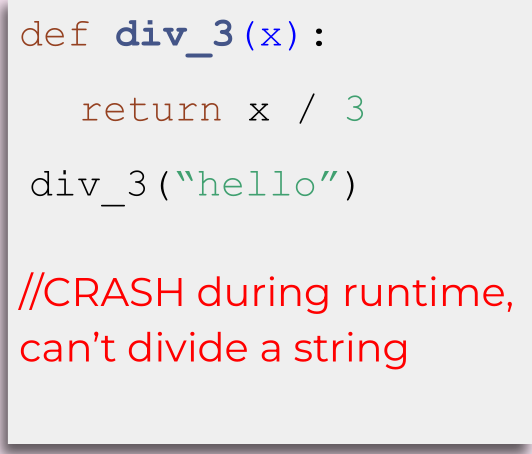 def div_3(x):
return x / 3
div_3(“hello”)
//CRASH during runtime,
can’t divide a string